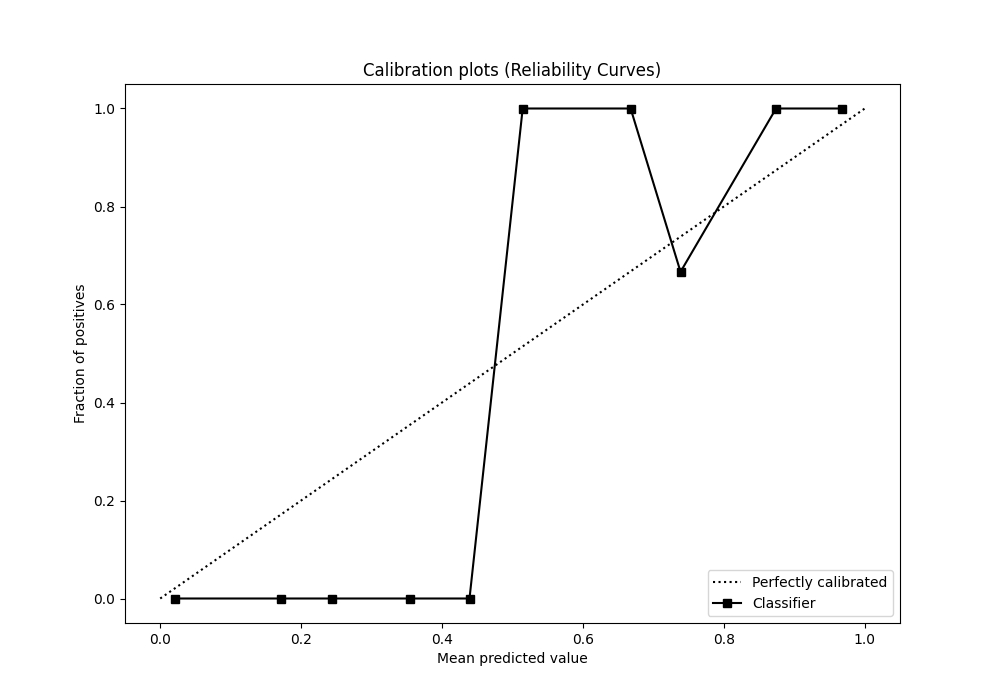 Calibration plots (Reliability Curves)
1.0
0.8
0.6
0.4
0.2
0.0
Fraction of positives
0.0 0.2 0.4 0.6 0.8 1.0
Mean predicted value
Perfectly calibrated
Classifier